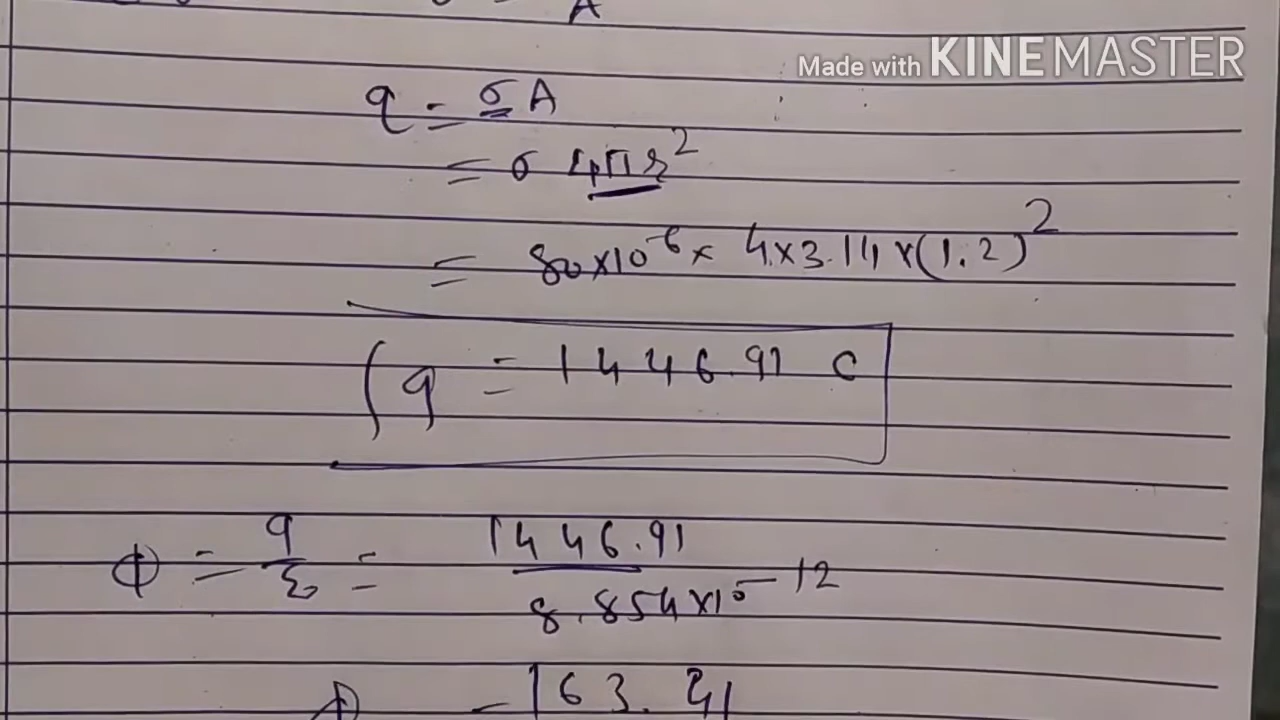 A
Made with KINEMASTER
q = σ A
= σ 4πr²
= 80×10⁻⁶ × 4×3.14×(1.2)²
q = 1446.91 C
ϕ = q/ε₀ = 1446.91 / 8.854×10⁻¹²
ϕ = 163.41